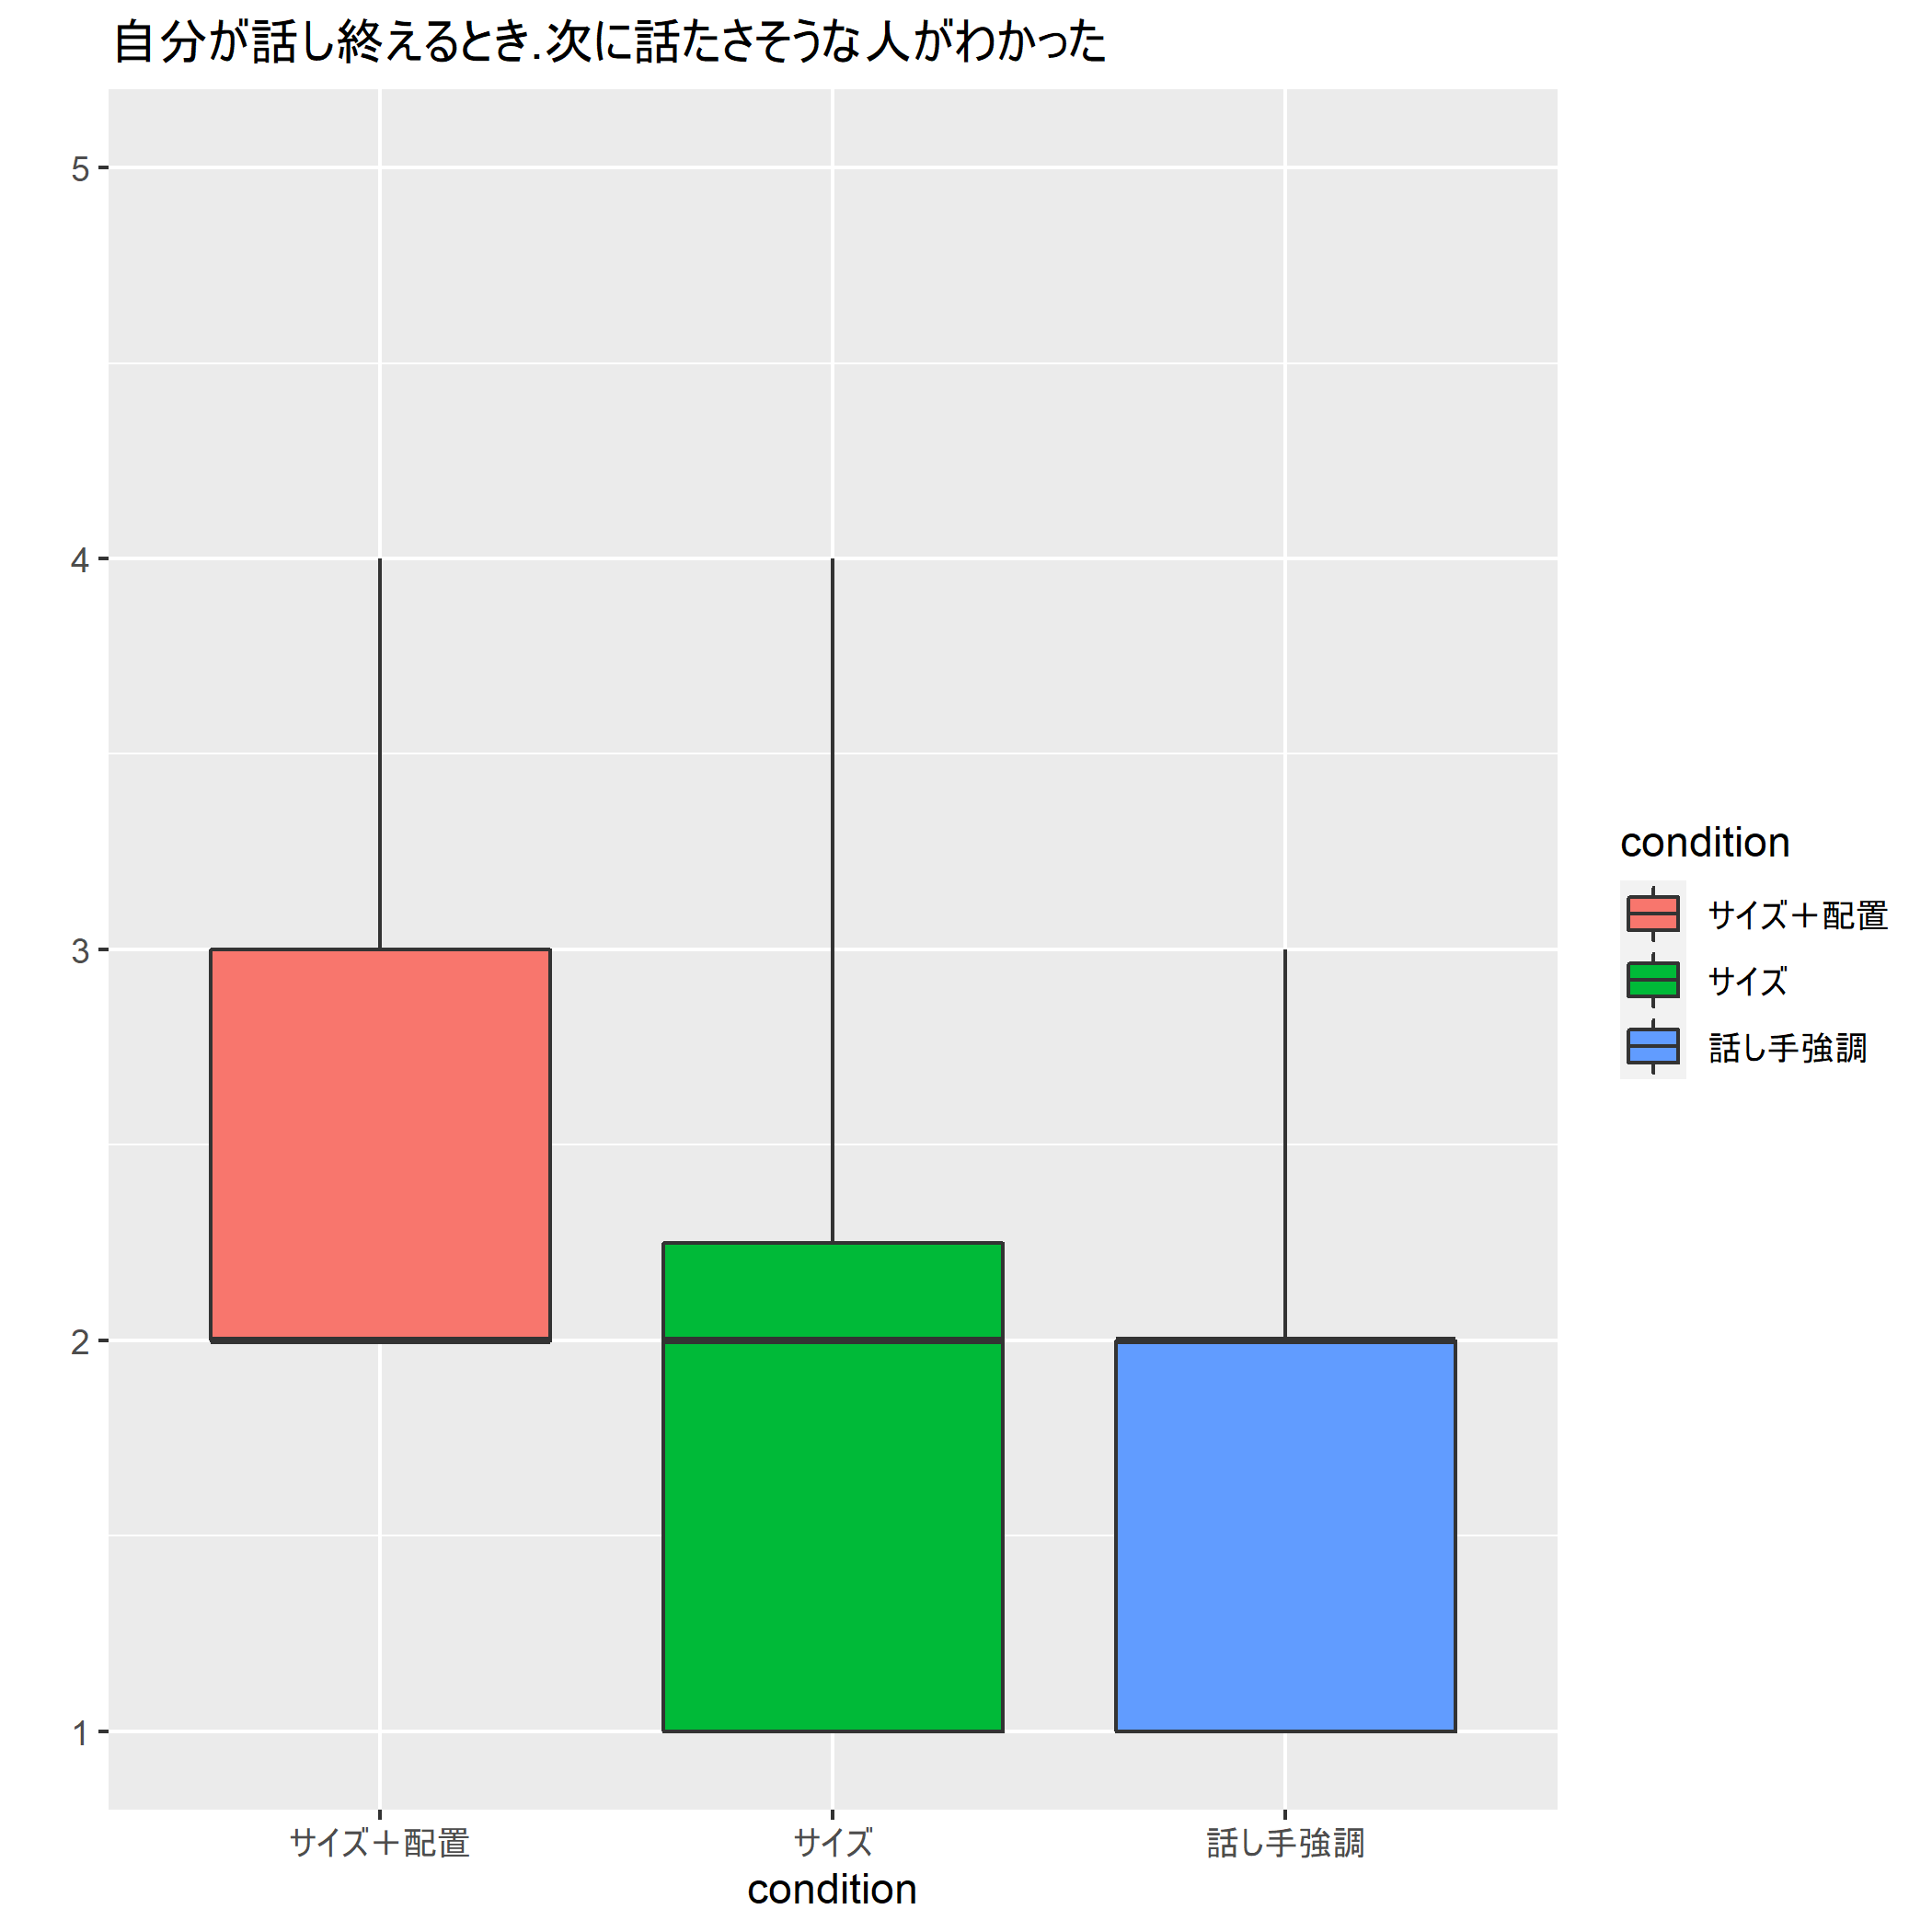 自分が話し終えるとき.次に話たさそうな人がわかった
5
4
3
2
1
サイズ＋配置
サイズ
話し手強調
condition
condition
サイズ＋配置
サイズ
話し手強調